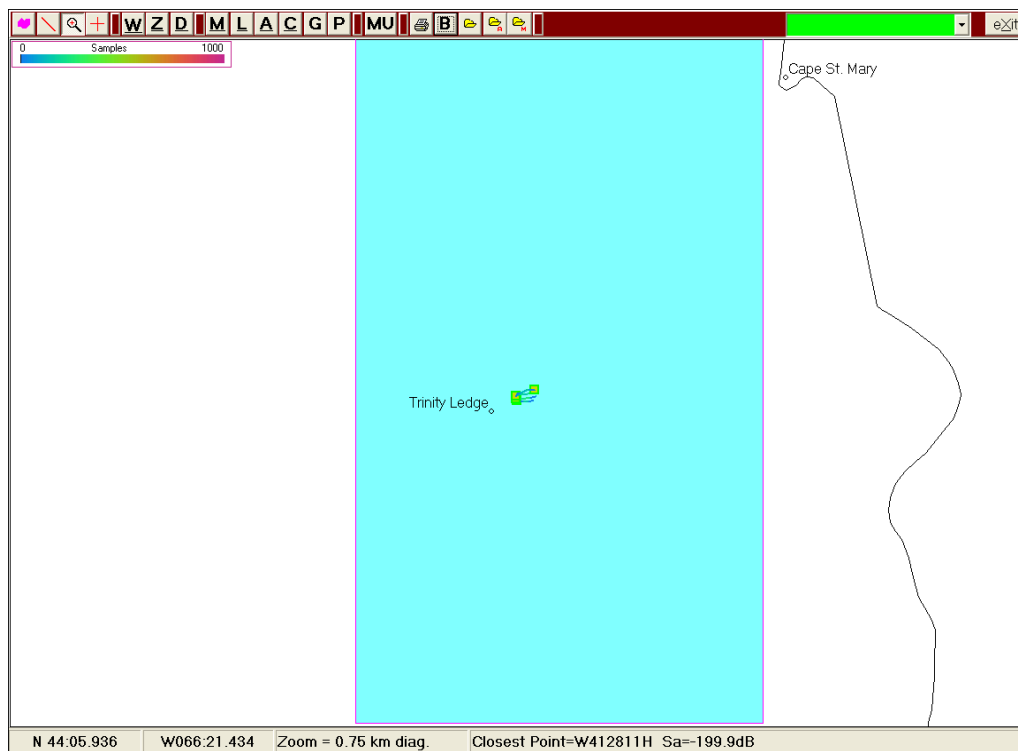 W Z D M L A C G P MU B A M eXit
0 Samples 1000
Cape St. Mary
Trinity Ledge
N 44:05.936 W066:21.434 Zoom = 0.75 km diag. Closest Point=W412811H Sa=-199.9dB